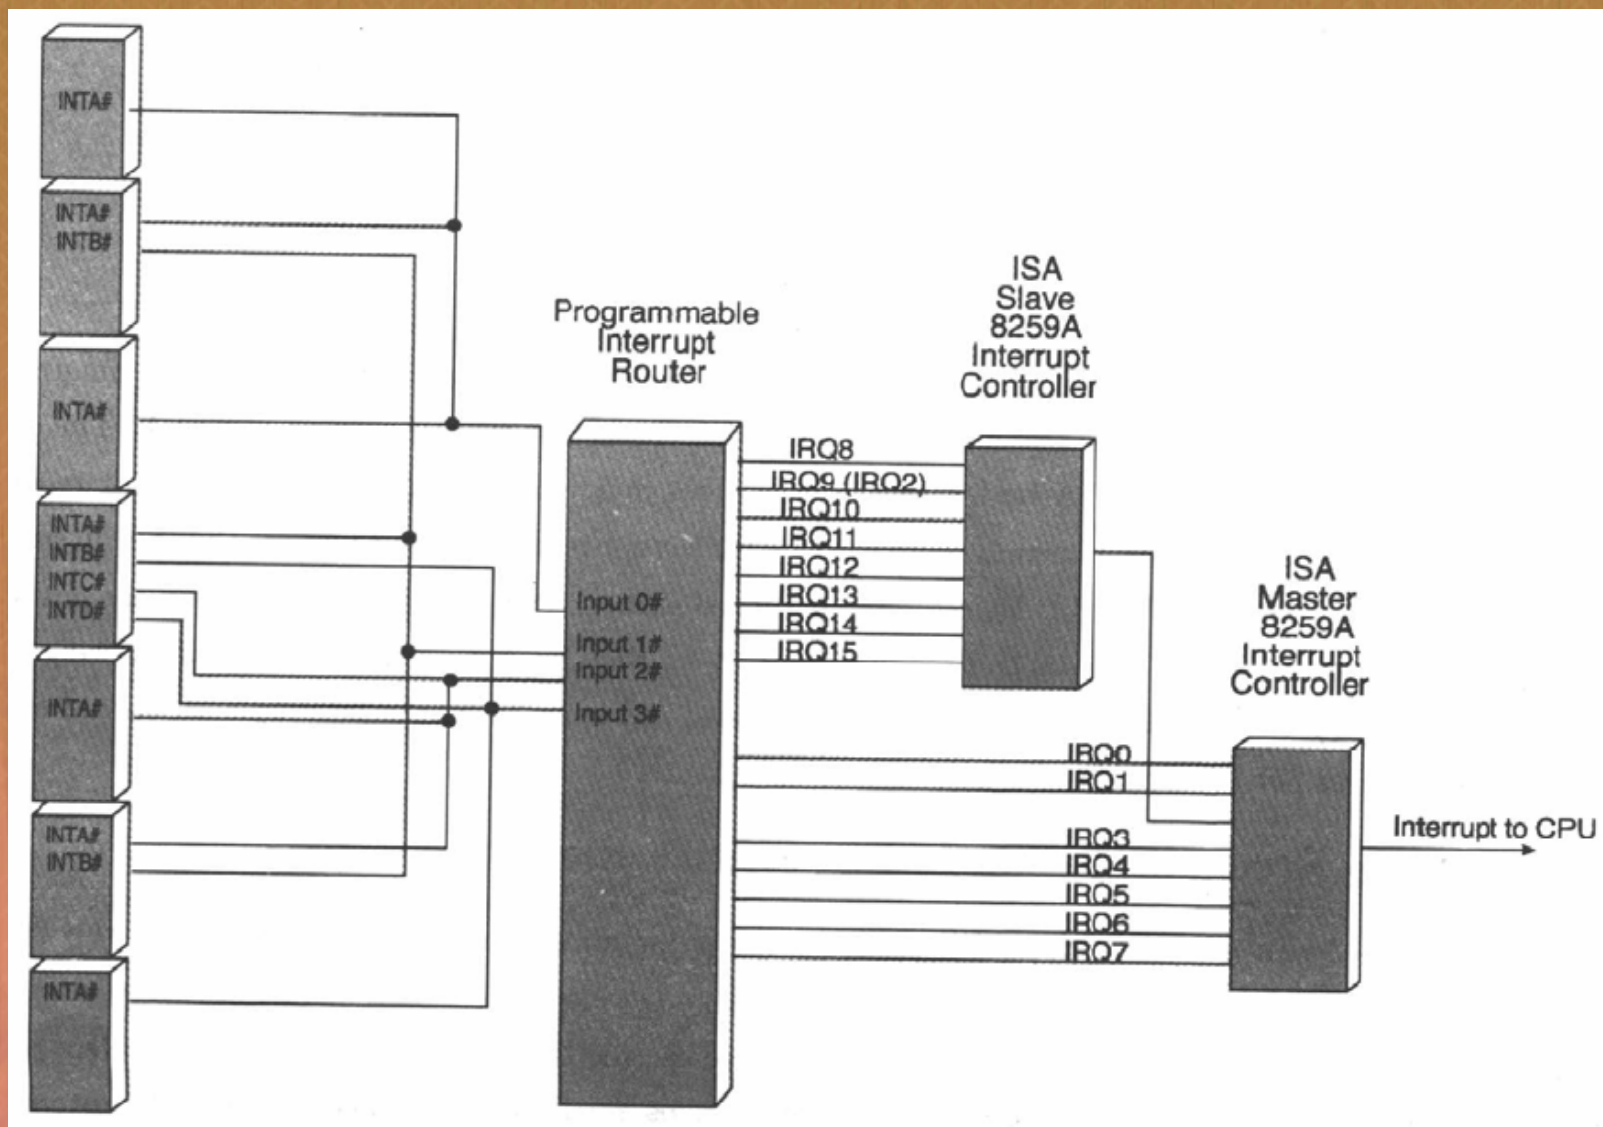 INTA#
INTA#
INTB#
INTA#
INTA#
INTB#
INTC#
INTD#
INTA#
INTA#
INTB#
INTA#
Programmable
Interrupt
Router
Input 0#
Input 1#
Input 2#
Input 3#
ISA
Slave
8259A
Interrupt
Controller
IRQ8
IRQ9 (IRQ2)
IRQ10
IRQ11
IRQ12
IRQ13
IRQ14
IRQ15
ISA
Master
8259A
Interrupt
Controller
IRQ0
IRQ1
IRQ3
IRQ4
IRQ5
IRQ6
IRQ7
Interrupt to CPU